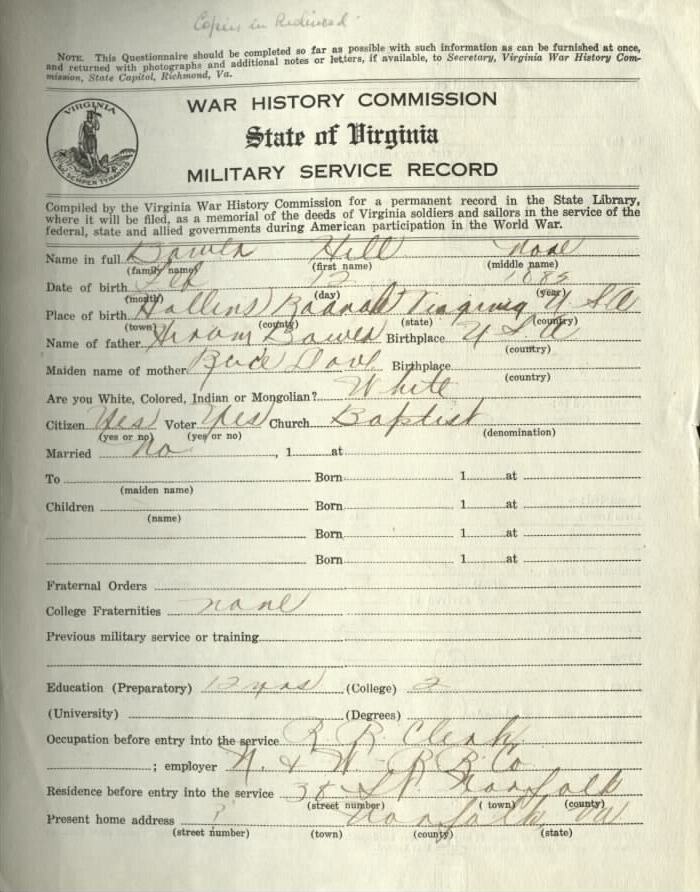 Copies in
NOTE. This Questionnaire should be completed so far as possible with such information as can be furnished at once,
and returned with photographs and additional notes or letters, if available, to Secretary, Virginia War History Com-
mission, State Capitol, Richmond, Va.
VIRGINIA
SIC SEMPER TYRANNIS
WAR HISTORY COMMISSION
State of Virginia
MILITARY SERVICE RECORD
Compiled by the Virginia War History Commission for a permanent record in the State Library,
where it will be filed, as a memorial of the deeds of Virginia soldiers and sailors in the service of the
federal, state and allied governments during American participation in the World War.
Name in full Bower Hill none
(family name) (first name) (middle name)
Date of birth Feb 12
(month) (day) (year)
Place of birth Hollins Roanoke Virginia U S A
(town) (county) (state) (country)
Name of father Hiram Bower Birthplace U S A
(country)
Maiden name of mother Birthplace
(country)
Are you White, Colored, Indian or Mongolian? White
Citizen Yes Voter Yes Church Baptist
(yes or no) (yes or no) (denomination)
Married no , 1 at
To Born 1 at
(maiden name)
Children Born 1 at
(name)
Born 1 at
Born 1 at
Fraternal Orders
College Fraternities none
Previous military service or training
Education (Preparatory) 12 yrs (College) 2
(University) (Degrees)
Occupation before entry into the service R R Clerk
; employer N. & W. R R Co
Residence before entry into the service 38 St Norfolk
(street number) (town) (county)
Present home address ? Norfolk Va
(street number) (town) (county) (state)